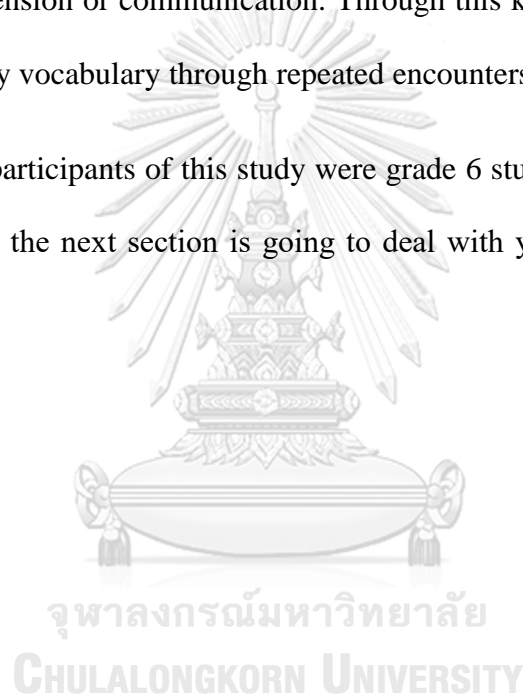 ension or communication. Through this k
y vocabulary through repeated encounters
participants of this study were grade 6 stu
the next section is going to deal with y
จุฬาลงกรณ์มหาวิทยาลัย
CHULALONGKORN UNIVERSITY